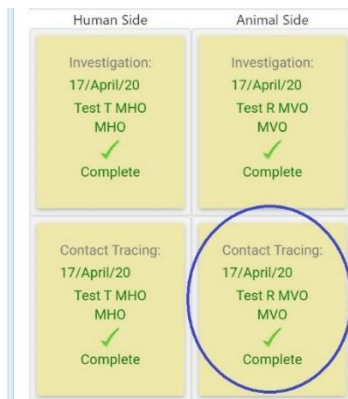 Human Side Animal Side
Investigation: Investigation:
17/April/20 17/April/20
Test T MHO Test R MVO
MHO MVO
Complete Complete
Contact Tracing: Contact Tracing:
17/April/20 17/April/20
Test T MHO Test R MVO
MHO MVO
Complete Complete